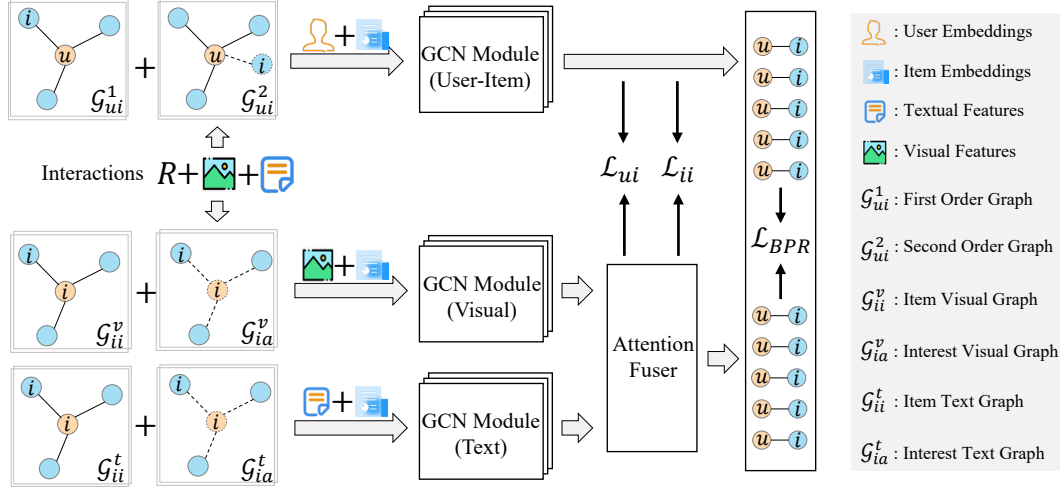 i
u
𝒢¹ᵤᵢ
+
u
i
𝒢²ᵤᵢ
+
GCN Module
(User-Item)
Interactions R+ +
ℒᵤᵢ
ℒᵢᵢ
i
i
𝒢ᵛᵢᵢ
+
i
𝒢ᵛᵢₐ
+
GCN Module
(Visual)
i
i
𝒢ᵗᵢᵢ
+
i
i
𝒢ᵗᵢₐ
+
GCN Module
(Text)
Attention
Fuser
u i
u i
u i
u i
u i
ℒ_BPR
u i
u i
u i
u i
u i
: User Embeddings
: Item Embeddings
: Textual Features
: Visual Features
𝒢¹ᵤᵢ : First Order Graph
𝒢²ᵤᵢ : Second Order Graph
𝒢ᵛᵢᵢ : Item Visual Graph
𝒢ᵛᵢₐ : Interest Visual Graph
𝒢ᵗᵢᵢ : Item Text Graph
𝒢ᵗᵢₐ : Interest Text Graph